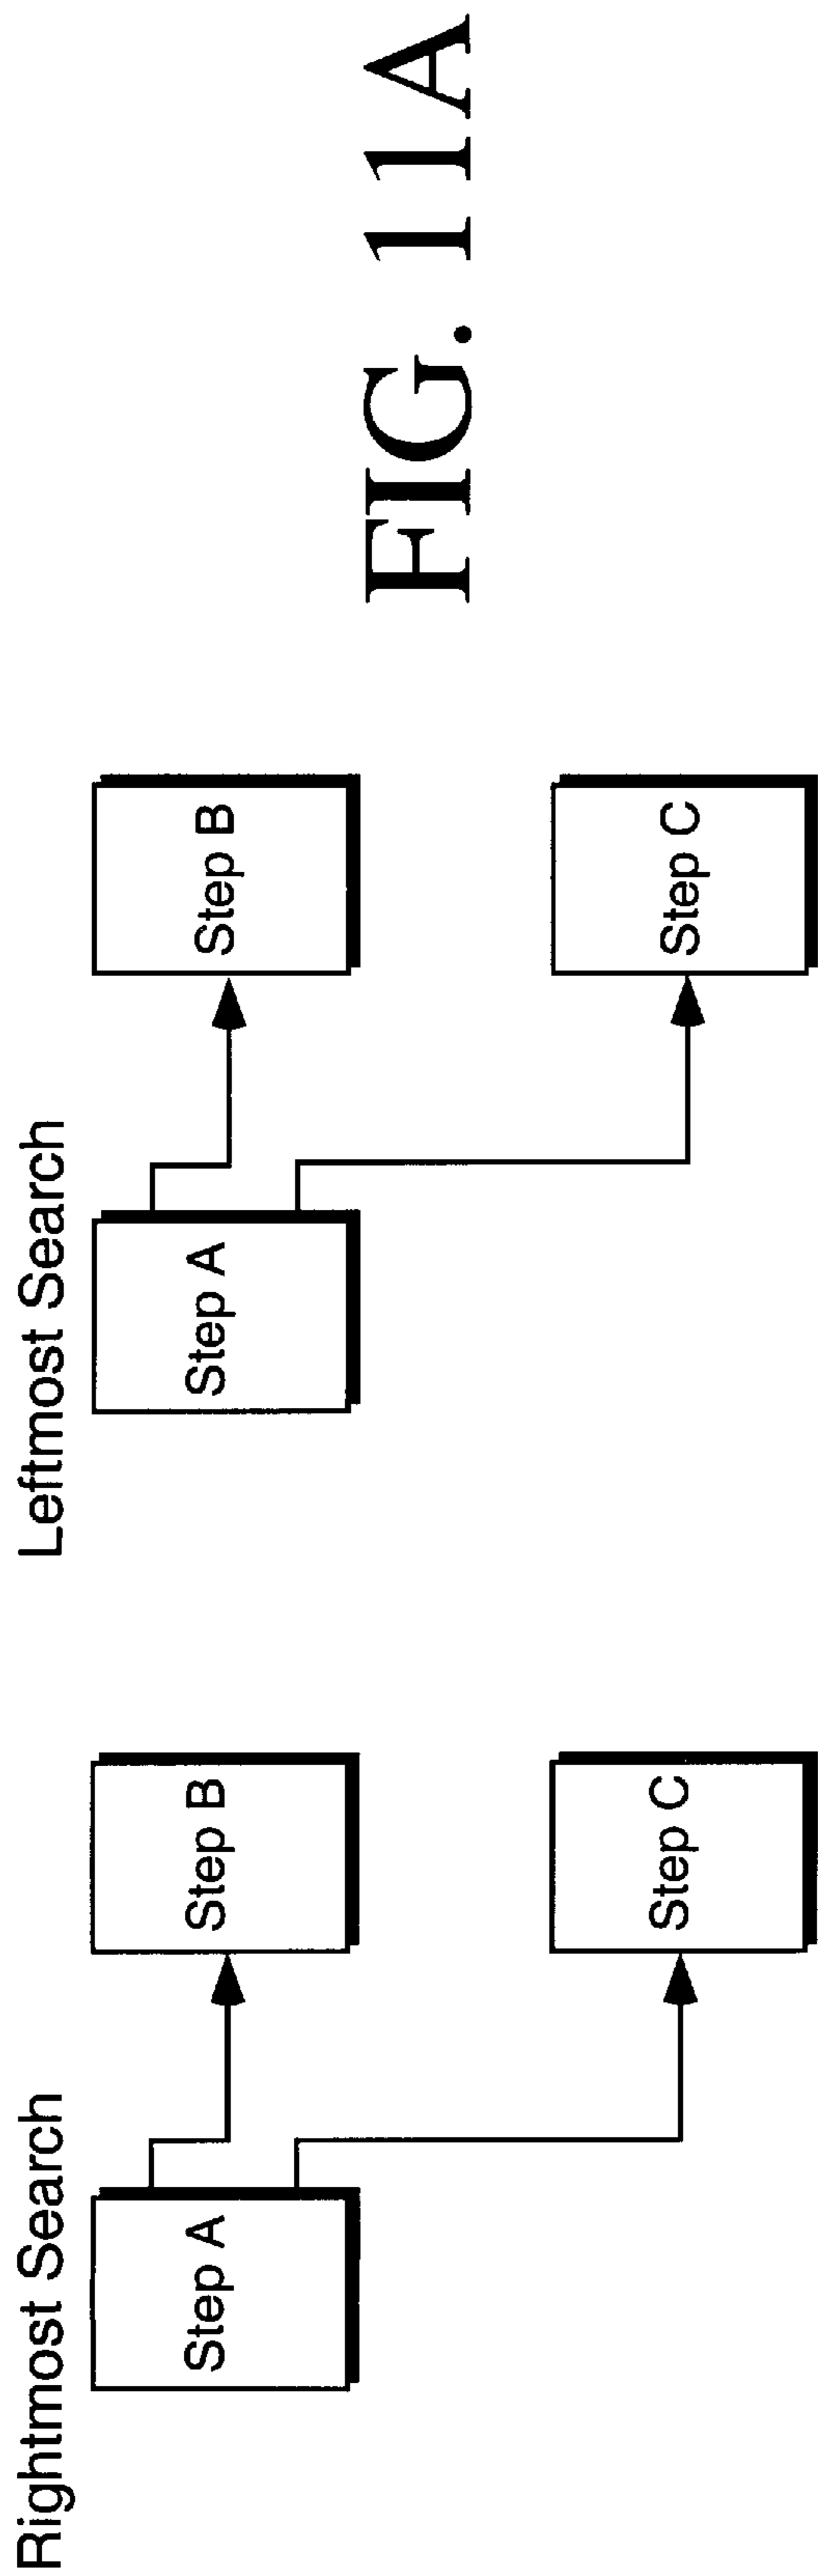 Rightmost Search
Step A
Step B
Step C
Leftmost Search
Step A
Step B
Step C
FIG. 11A